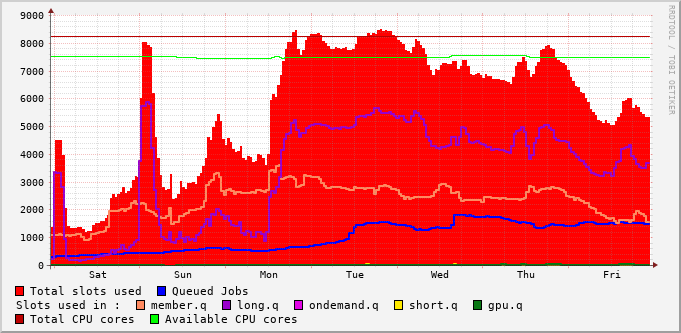 9000
8000
7000
6000
5000
4000
3000
2000
1000
0
Sat Sun Mon Tue Wed Thu Fri
RRDTOOL / TOBI OETIKER
Total slots used Queued Jobs
Slots used in : member.q long.q ondemand.q short.q gpu.q
Total CPU cores Available CPU cores